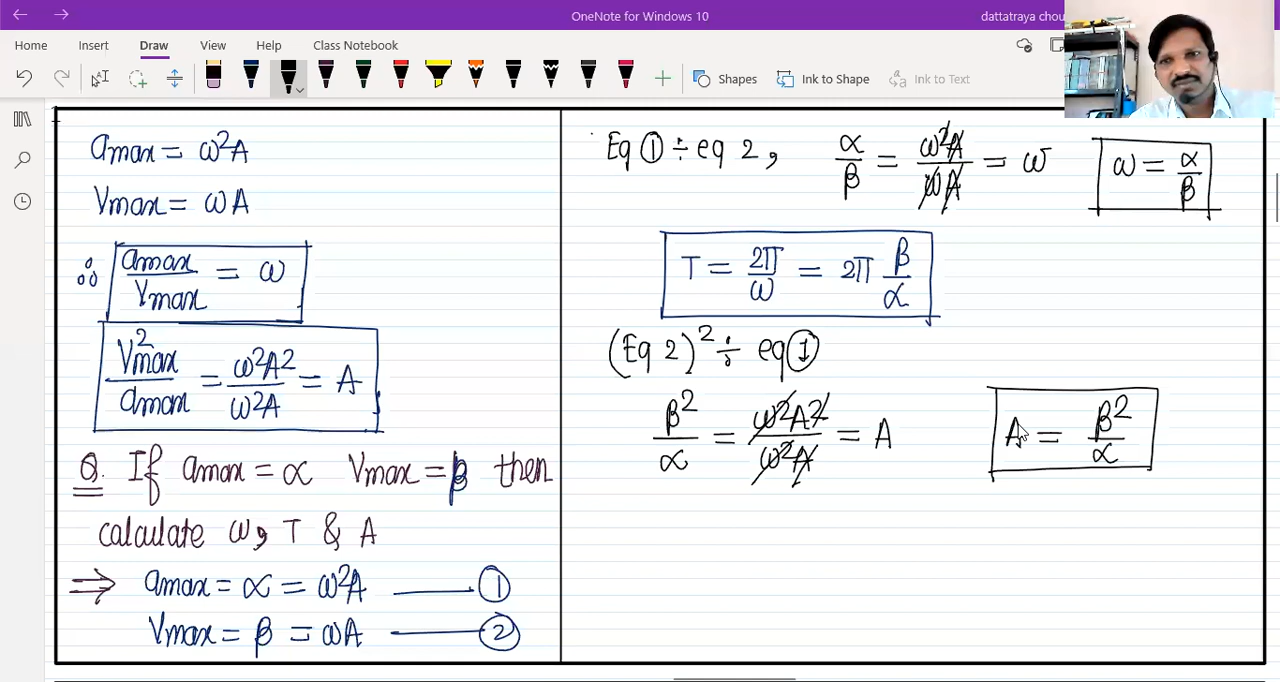 OneNote for Windows 10
dattatraya chou
Home Insert Draw View Help Class Notebook
Shapes Ink to Shape Ink to Text
amax = ω²A
Vmax = ωA
∴ amax/Vmax = ω
V²max/amax = ω²A²/ω²A = A
Q. If amax = α Vmax = β then
calculate ω, T & A
⇒ amax = α = ω²A —— ①
Vmax = β = ωA —— ②
Eq ① ÷ eq 2, α/β = ω²A/ωA = ω ω = α/β
T = 2π/ω = 2π β/α
(Eq 2)² ÷ eq ①
β²/α = ω²A²/ω²A = A A = β²/α